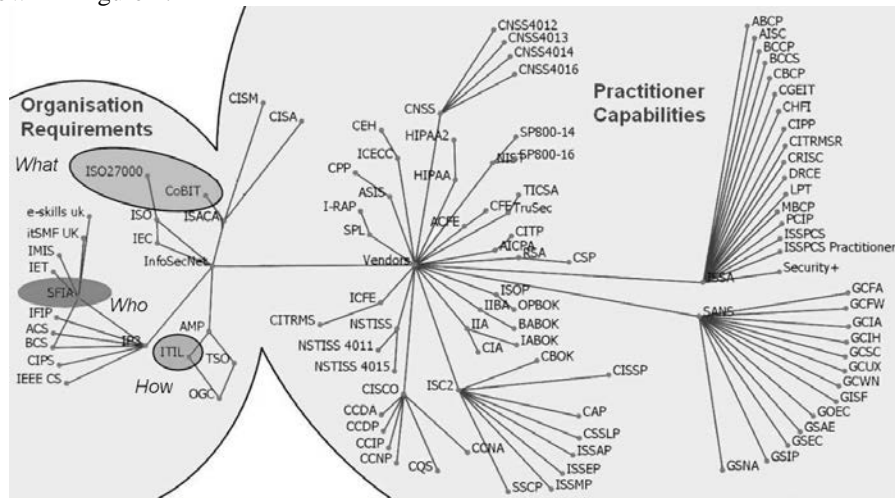 CNSS4012
CNSS4013
CNSS4014
CNSS4016
Organisation
Requirements
What
ISO27000
CoBIT
ISO
ISACA
IEC
InfoSecNet
CISM
CISA
e-skills uk
itSMF UK
IMIS
IET
SFIA
Who
IFIP
ACS
BCS
CIPS
IEEE CS
IP3
AMP
ITIL
TSO
How
OGC
CNSS
CEH
HIPAA2
ICECC
CPP
HIPAA
ASIS
I-RAP
SPL
SP800-14
NIST
SP800-16
TICSA
CFET
TruSec
ACFE
CITP
AICPA
RSA
CSP
Vendors
ISOP
ICFE
IIBA
OPBOK
CITRMS
NSTISS
IIA
BABOK
IABOK
NSTISS 4011
CIA
CBOK
NSTISS 4015
CISCO
ISC2
CISSP
CCDA
CAP
CCDP
CSSLP
CCIP
CCNA
ISSAP
CCNP
CQS
ISSEP
SSCP
ISSMP
Practitioner
Capabilities
ABCP
AISC
BCCP
BCCS
CBCP
CGEIT
CHFI
CIPP
CITRMSR
CRISC
DRCE
LPT
MBCP
PCIP
ISSPCS
ISSPCS Practitioner
Security+
ISSA
SANS
GCFA
GCFW
GCIA
GCIH
GCSC
GCUX
GCWN
GISF
GOEC
GSAE
GSEC
GSIP
GSNA